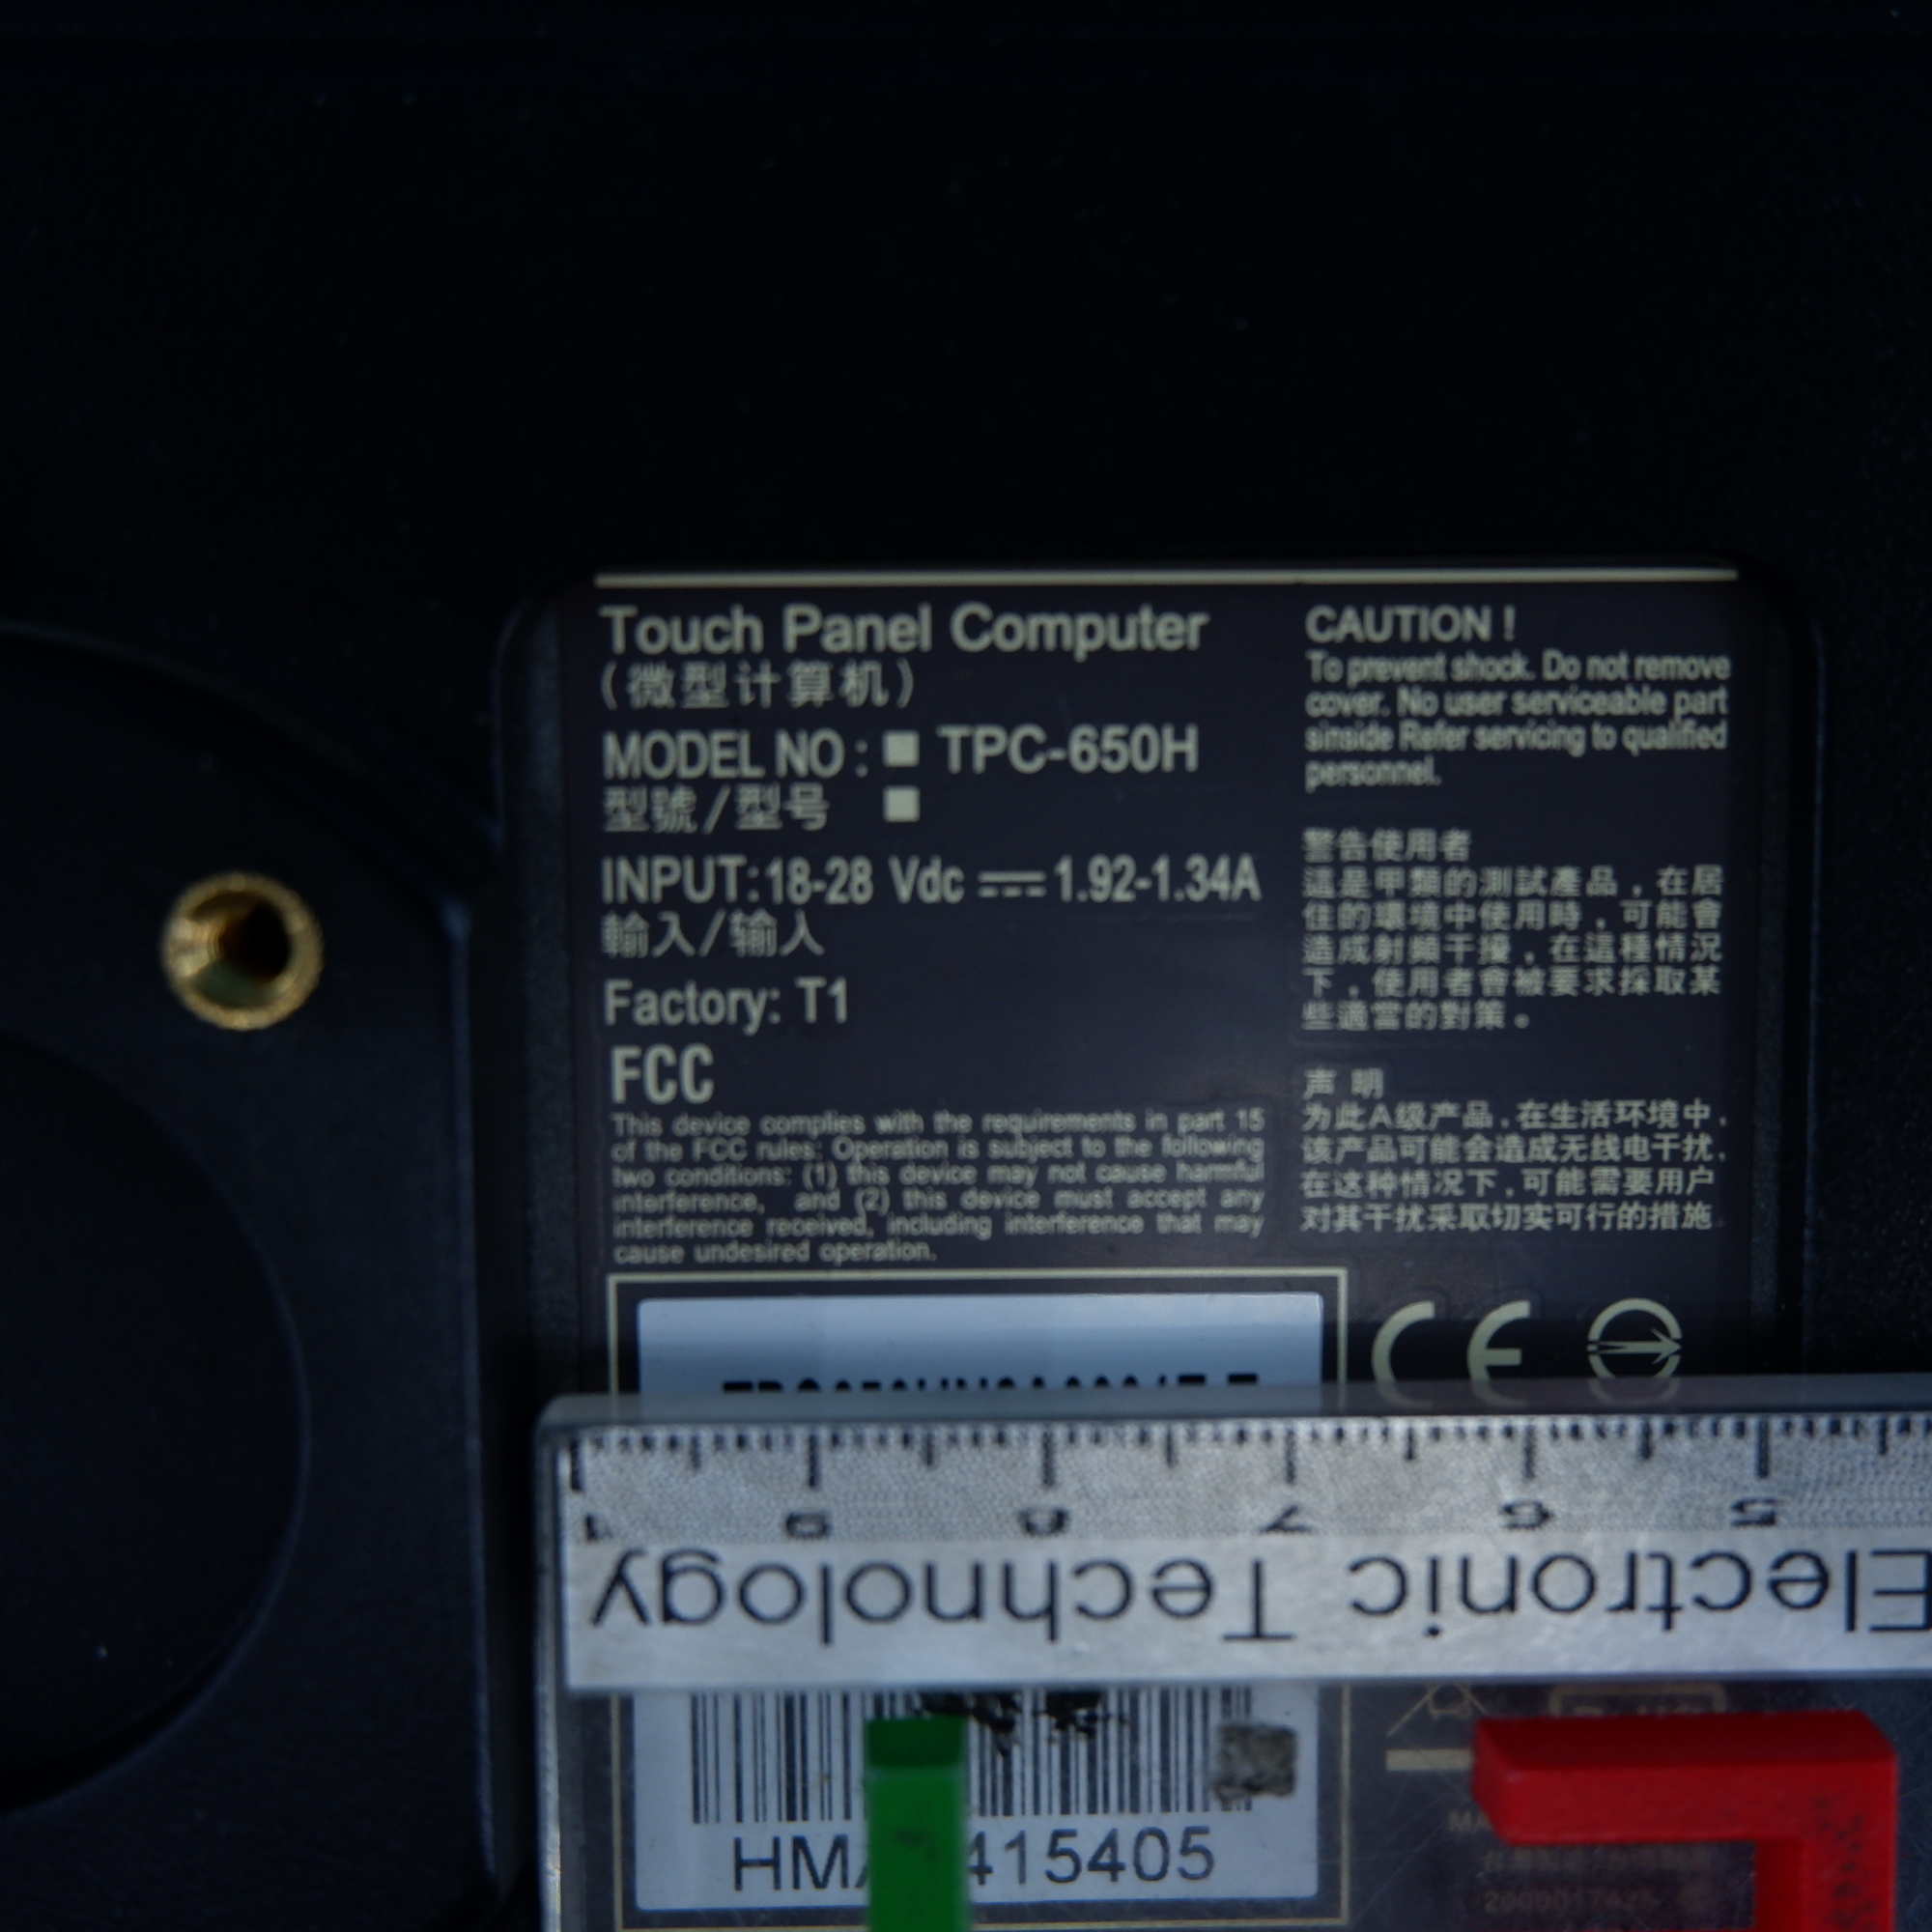 Touch Panel Computer
(微型计算机)
MODEL NO : ■ TPC-650H
型號/型号 ■
INPUT:18-28 Vdc 1.92-1.34A
輸入/输入
Factory: T1
FCC
This device complies with the requirements in part 15
of the FCC rules: Operation is subject to the following
two conditions: (1) this device may not cause harmful
interference, and (2) this device must accept any
interference received, including interference that may
cause undesired operation.
CAUTION !
To prevent shock. Do not remove
cover. No user serviceable part
sinside Refer servicing to qualified
personnel.
警告使用者
這是甲類的測試產品，在居
住的環境中使用時，可能會
造成射頻干擾，在這種情況
下，使用者會被要求採取某
些適當的對策。
声 明
为此A级产品,在生活环境中,
该产品可能会造成无线电干扰,
在这种情况下,可能需要用户
对其干扰采取切实可行的措施
CE
9 8 7 6 5
Electronic Technology
415405